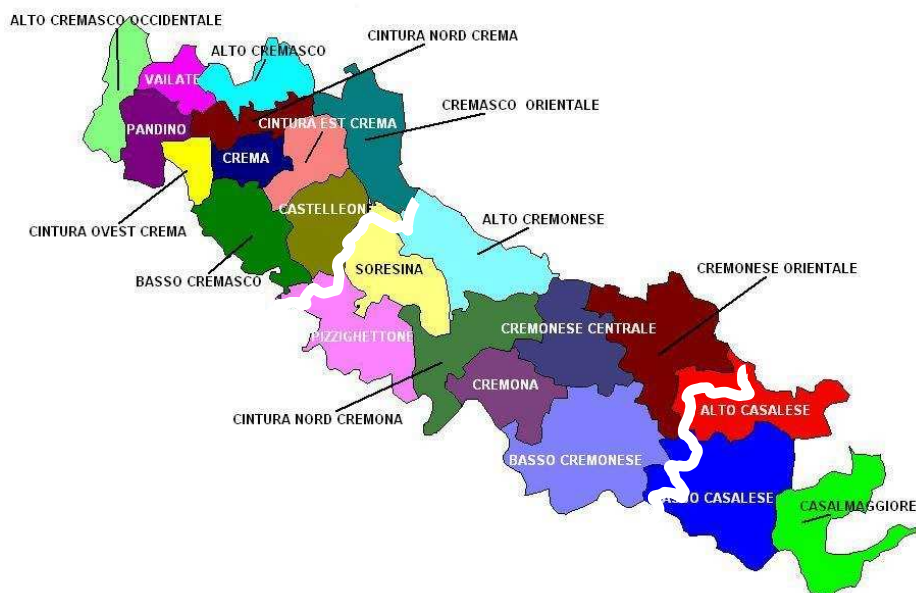 ALTO CREMASCO OCCIDENTALE
CINTURA NORD CREMA
ALTO CREMASCO
VAILATE
CREMASCO ORIENTALE
CINTURA EST CREMA
PANDINO
CREMA
CASTELLEONE
ALTO CREMONESE
CINTURA OVEST CREMA
SORESINA
CREMONESE ORIENTALE
BASSO CREMASCO
CREMONESE CENTRALE
PIZZIGHETTONE
CREMONA
ALTO CASALESE
CINTURA NORD CREMONA
BASSO CREMONESE
CASALESE
CASALMAGGIORE